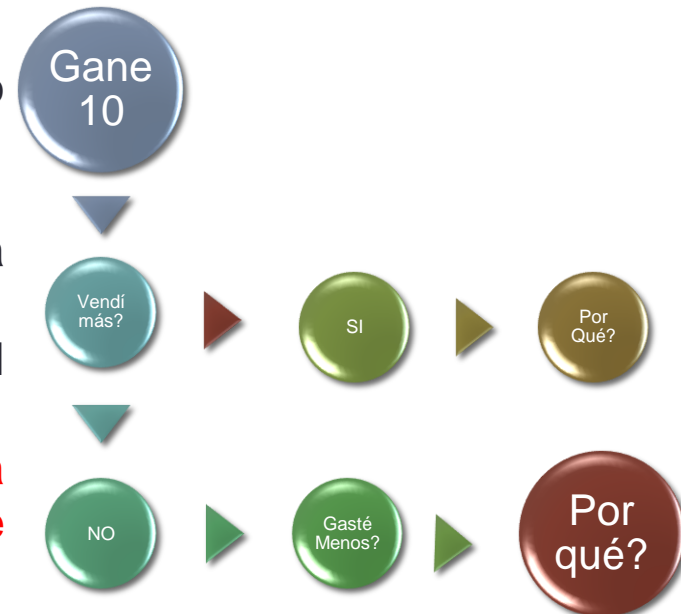 Gane
10
Vendí
más?
SI
Por
Qué?
NO
Gasté
Menos?
Por
qué?